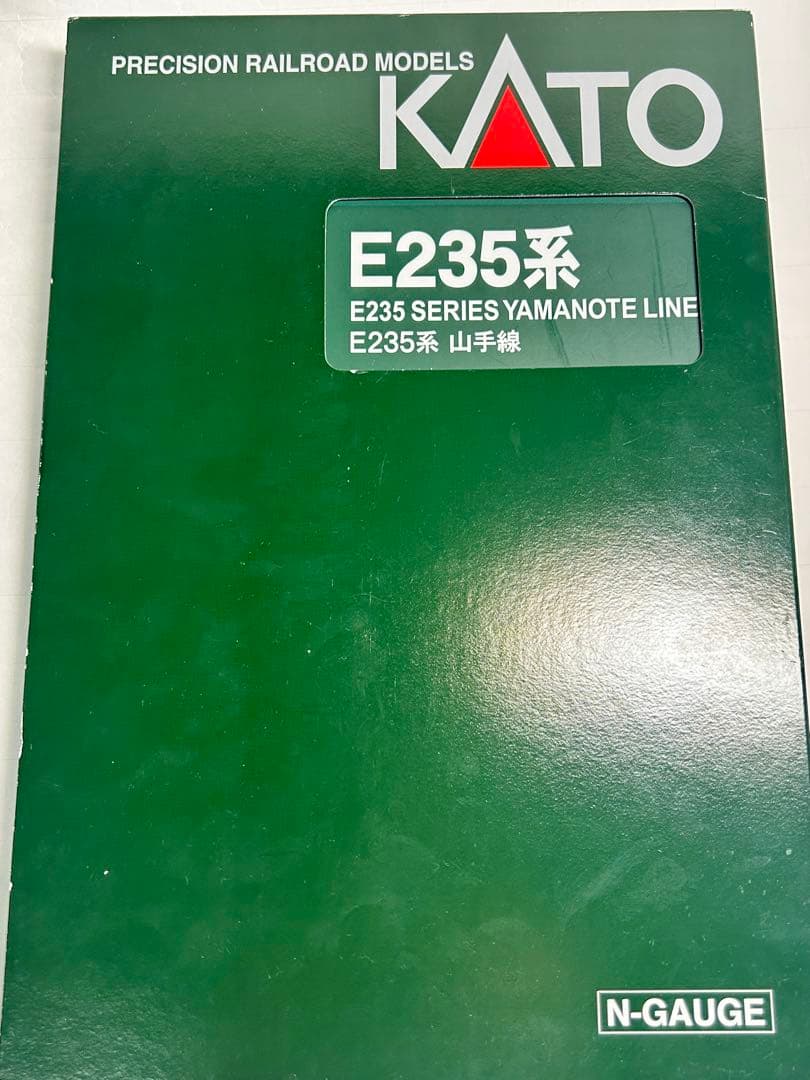 PRECISION RAILROAD MODELS
KATO
E235系
E235 SERIES YAMANOTE LINE
E235系 山手線
N-GAUGE